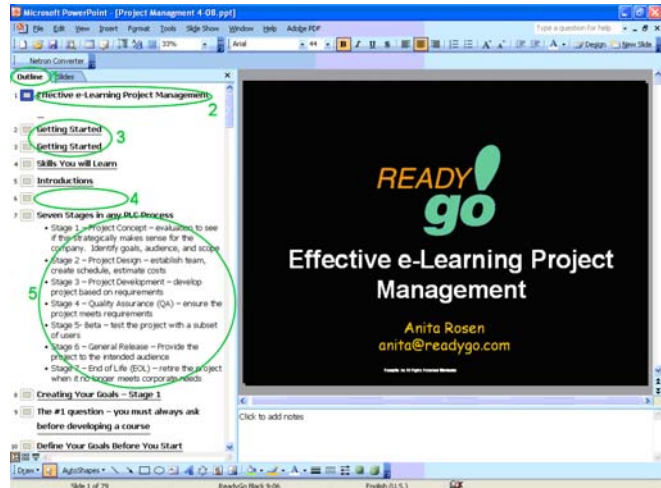 Microsoft PowerPoint - [Project Managment 4-08.ppt]
File Edit View Insert Format Tools Slide Show Window Help Adobe PDF
Type a question for help
33%
Arial
44
B I U S
Design
New Slide
Netron Converter
Outline
Slides
1 Effective e-Learning Project Management
2
2 Getting Started
3
3 Getting Started
4 Skills You will Learn
5 Introductions
6
4
7 Seven Stages in any PLC Process
• Stage 1 – Project Concept – evaluation to see
if the strategically makes sense for the
company. Identify goals, audience, and scope
• Stage 2 – Project Design – establish team,
create schedule, estimate costs
• Stage 3 – Project Development – develop
project based on requirements
5
• Stage 4 – Quality Assurance (QA) – ensure the
project meets requirements
• Stage 5- Beta – test the project with a subset
of users
• Stage 6 – General Release – Provide the
project to the intended audience
• Stage 7 – End of Life (EOL) – retire the project
when it no longer meets corporate needs
8 Creating Your Goals – Stage 1
9 The #1 question – you must always ask
before developing a course
10 Define Your Goals Before You Start
READY
go
Effective e-Learning Project
Management
Anita Rosen
anita@readygo.com
Click to add notes
Draw
AutoShapes
Slide 1 of 79
ReadyGo Black 9-06
English (U.S.)